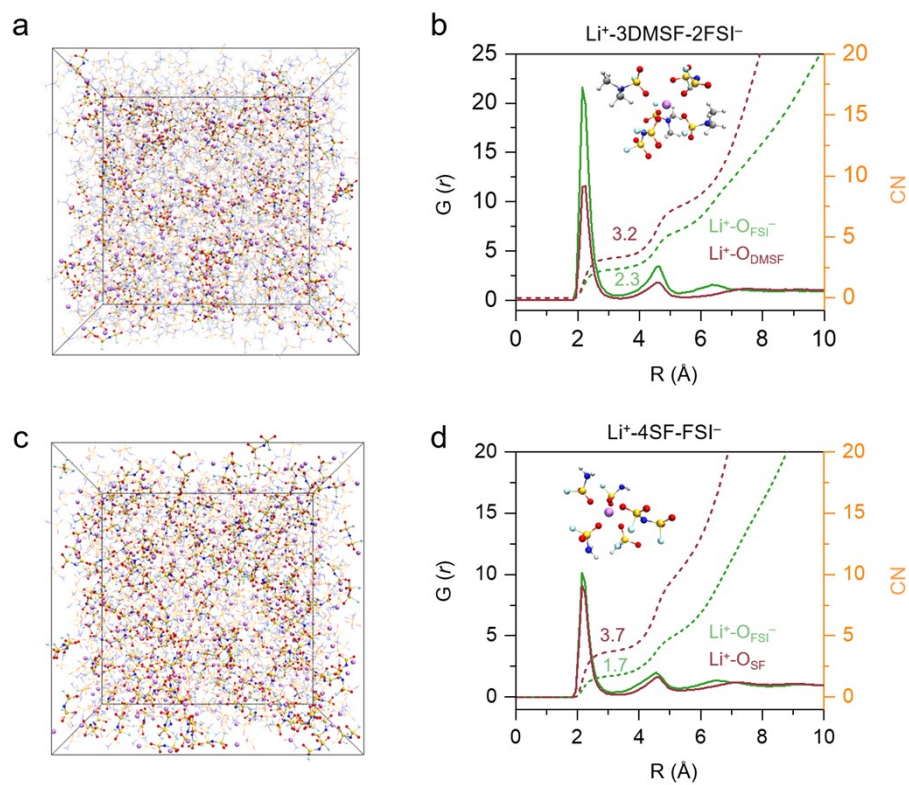 a
b
Li⁺-3DMSF-2FSI⁻
25
20
15
10
5
0
G (r)
20
15
10
5
0
CN
3.2
2.3
Li⁺-O_FSI⁻
Li⁺-O_DMSF
0 2 4 6 8 10
R (Å)
c
d
Li⁺-4SF-FSI⁻
20
15
10
5
0
G (r)
20
15
10
5
0
CN
3.7
1.7
Li⁺-O_FSI⁻
Li⁺-O_SF
0 2 4 6 8 10
R (Å)